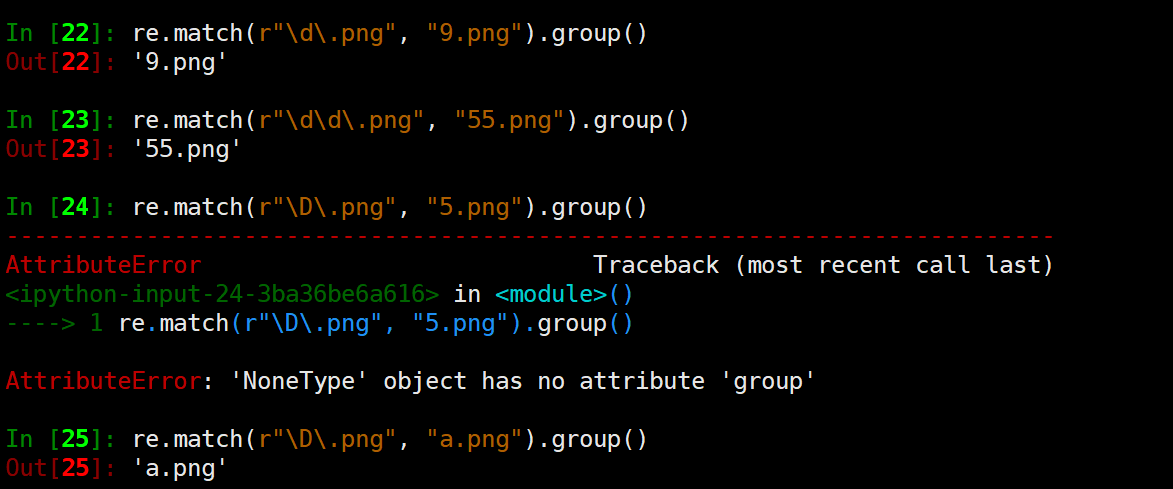 In [22]: re.match(r"\d\.png", "9.png").group()
Out[22]: '9.png'
In [23]: re.match(r"\d\d\.png", "55.png").group()
Out[23]: '55.png'
In [24]: re.match(r"\D\.png", "5.png").group()
---------------------------------------------------------------------------
AttributeError                            Traceback (most recent call last)
<ipython-input-24-3ba36be6a616> in <module>()
----> 1 re.match(r"\D\.png", "5.png").group()
AttributeError: 'NoneType' object has no attribute 'group'
In [25]: re.match(r"\D\.png", "a.png").group()
Out[25]: 'a.png'